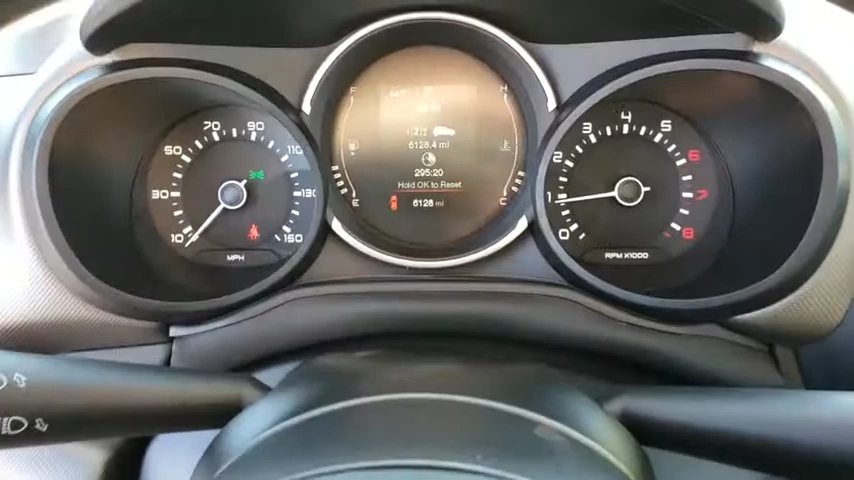 10 30 50 70 90 110 130 150
MPH
F
E
H
C
6128.4 mi
295:20
Hold OK to Reset
6128 mi
0 1 2 3 4 5 6 7 8
RPM X1000